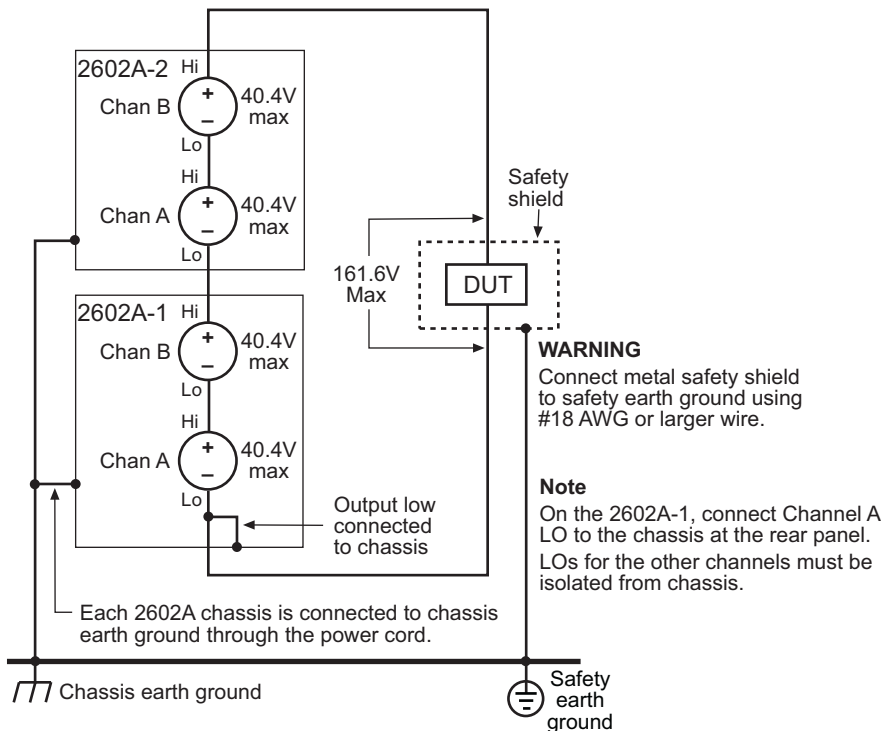 2602A-2
Hi
Chan B
+
–
40.4V
max
Lo
Hi
Chan A
+
–
40.4V
max
Lo
2602A-1
Hi
Chan B
+
–
40.4V
max
Lo
Hi
Chan A
+
–
40.4V
max
Lo
Output low
connected
to chassis
161.6V
Max
Safety
shield
DUT
WARNING
Connect metal safety shield
to safety earth ground using
#18 AWG or larger wire.
Note
On the 2602A-1, connect Channel A
LO to the chassis at the rear panel.
LOs for the other channels must be
isolated from chassis.
Each 2602A chassis is connected to chassis
earth ground through the power cord.
Chassis earth ground
Safety
earth
ground